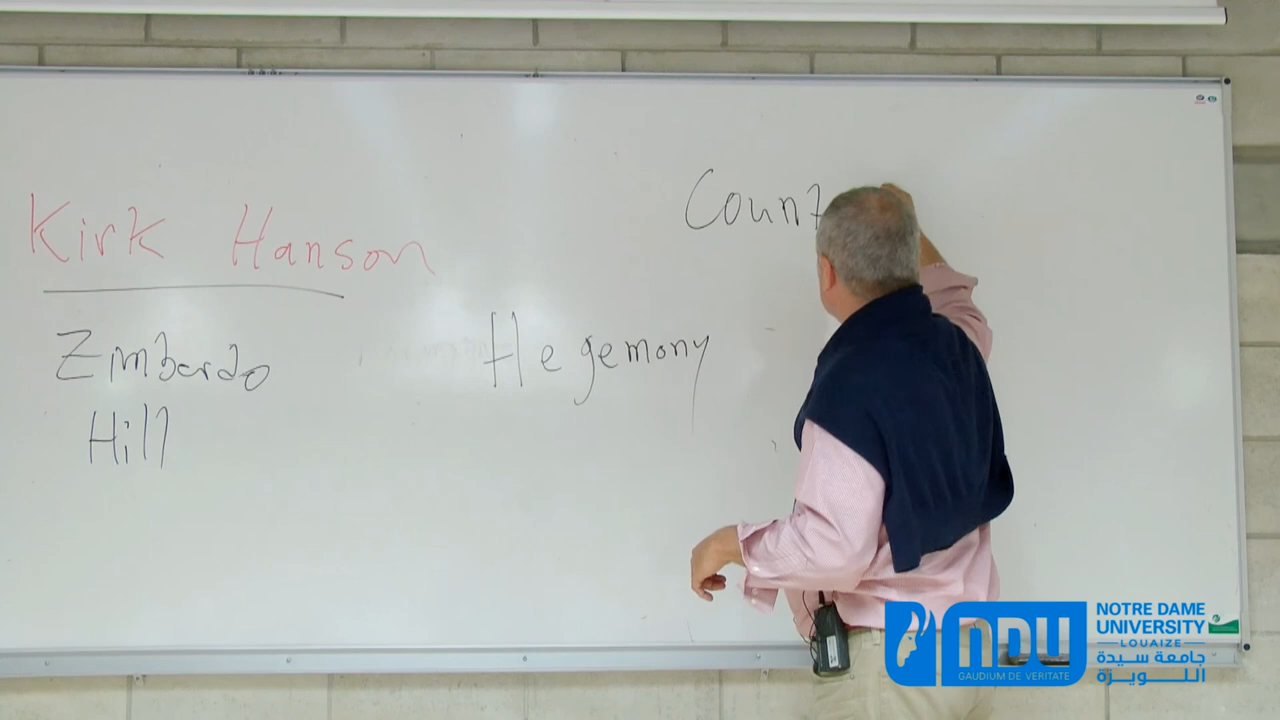 Kirk Hanson
Zimbardo
Hill
Hegemony
Count
NDU
GAUDIUM DE VERITATE
NOTRE DAME
UNIVERSITY
LOUAIZE
جامعة سيدة
اللويزة